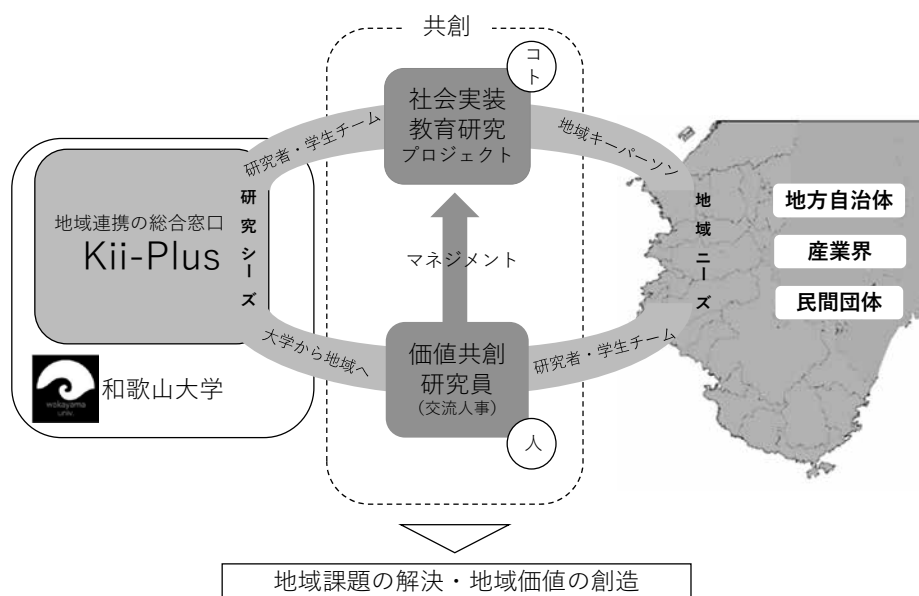 共創
コト
社会実装
教育研究
プロジェクト
研究者・学生チーム
地域キーパーソン
地域連携の総合窓口
Kii-Plus
研究シーズ
地域ニーズ
地方自治体
産業界
民間団体
マネジメント
大学から地域へ
価値共創
研究員
(交流人事)
研究者・学生チーム
人
wakayama
univ.
和歌山大学
地域課題の解決・地域価値の創造